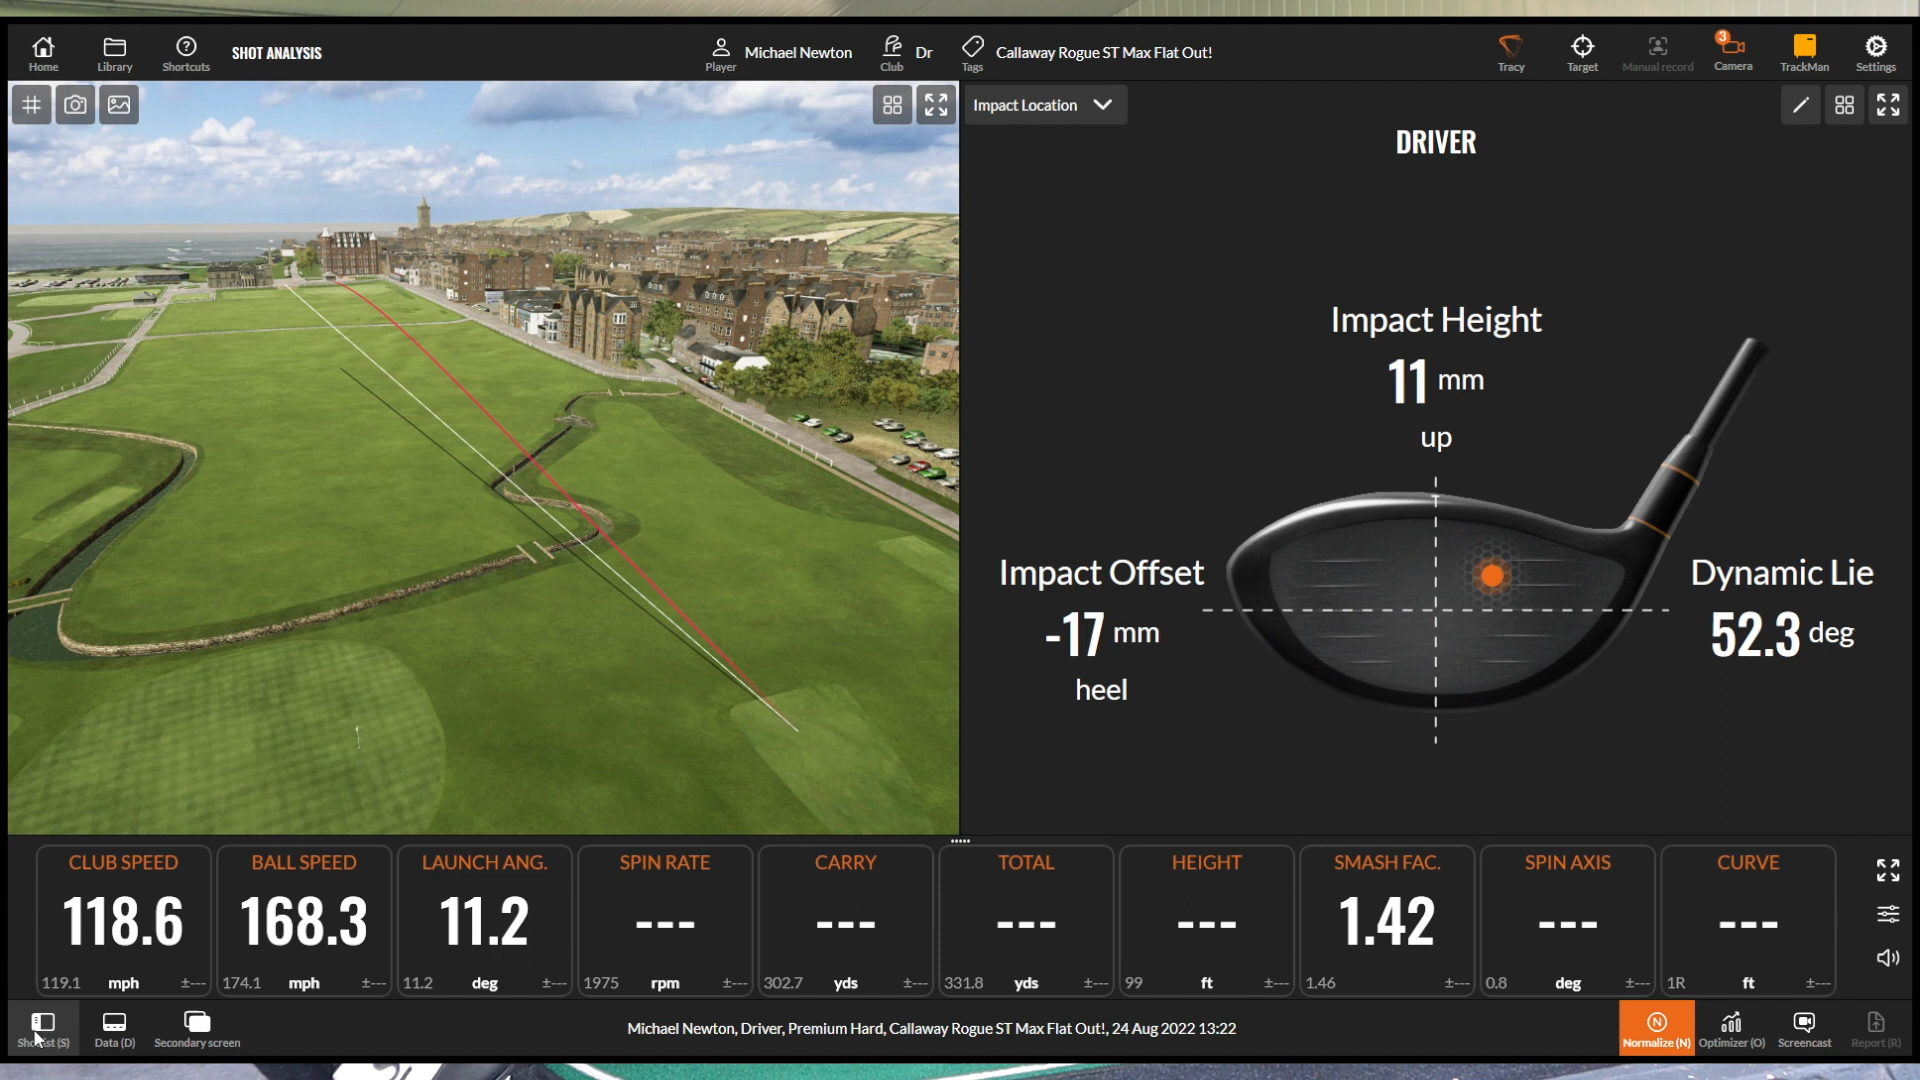 Home
Library
Shortcuts
SHOT ANALYSIS
Player
Michael Newton
Club
Dr
Tags
Callaway Rogue ST Max Flat Out!
Tracy
Target
Manual record
3
Camera
TrackMan
Settings
Impact Location
DRIVER
Impact Height
11 mm
up
Impact Offset
-17 mm
heel
Dynamic Lie
52.3 deg
CLUB SPEED
118.6
119.1 mph ±---
BALL SPEED
168.3
174.1 mph ±---
LAUNCH ANG.
11.2
11.2 deg ±---
SPIN RATE
---
1975 rpm ±---
CARRY
---
302.7 yds ±---
TOTAL
---
331.8 yds ±---
HEIGHT
---
99 ft ±---
SMASH FAC.
1.42
1.46 ±---
SPIN AXIS
---
0.8 deg ±---
CURVE
---
1R ft ±---
Data (D)
Secondary screen
Michael Newton, Driver, Premium Hard, Callaway Rogue ST Max Flat Out!, 24 Aug 2022 13:22
N
Normalize (N)
Optimizer (O)
Screencast
Report (R)